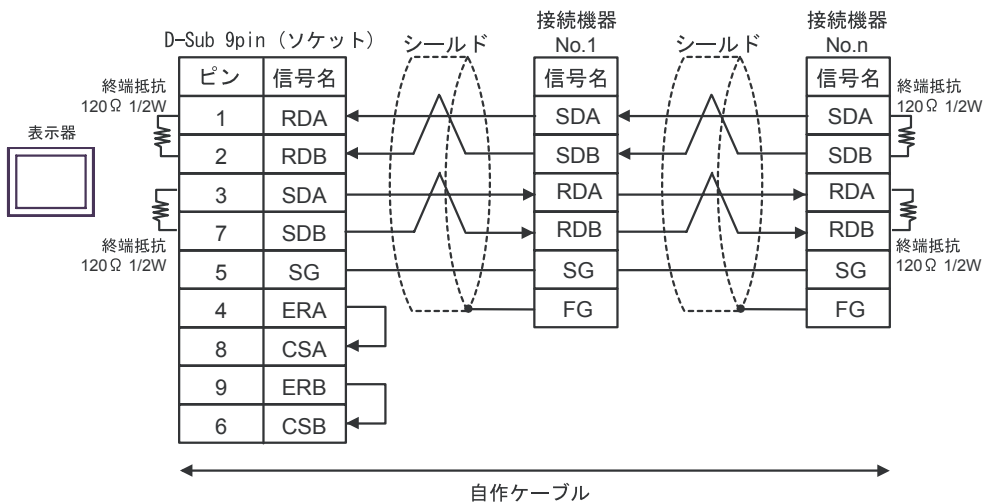 接続機器
No.1
接続機器
No.n
D-Sub 9pin (ソケット)
シールド
シールド
ピン 信号名
信号名
信号名
終端抵抗
120Ω 1/2W
終端抵抗
120Ω 1/2W
表示器
1 RDA
SDA
SDA
2 RDB
SDB
SDB
3 SDA
RDA
RDA
7 SDB
RDB
RDB
終端抵抗
120Ω 1/2W
終端抵抗
120Ω 1/2W
5 SG
SG
SG
4 ERA
FG
FG
8 CSA
9 ERB
6 CSB
自作ケーブル